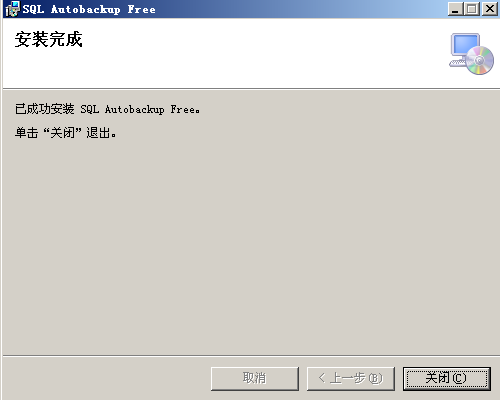 SQL Autobackup Free
安装完成
已成功安装 SQL Autobackup Free。
单击“关闭”退出。
取消
< 上一步(B)
关闭(C)